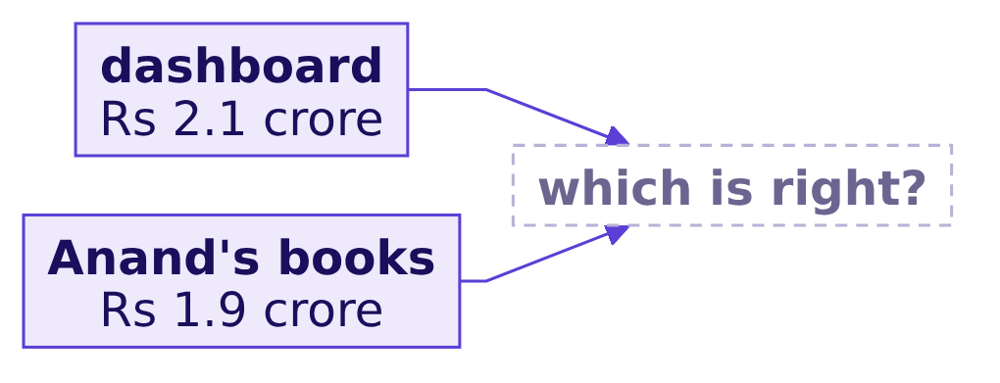 dashboard
Rs 2.1 crore
which is right?
Anand's books
Rs 1.9 crore